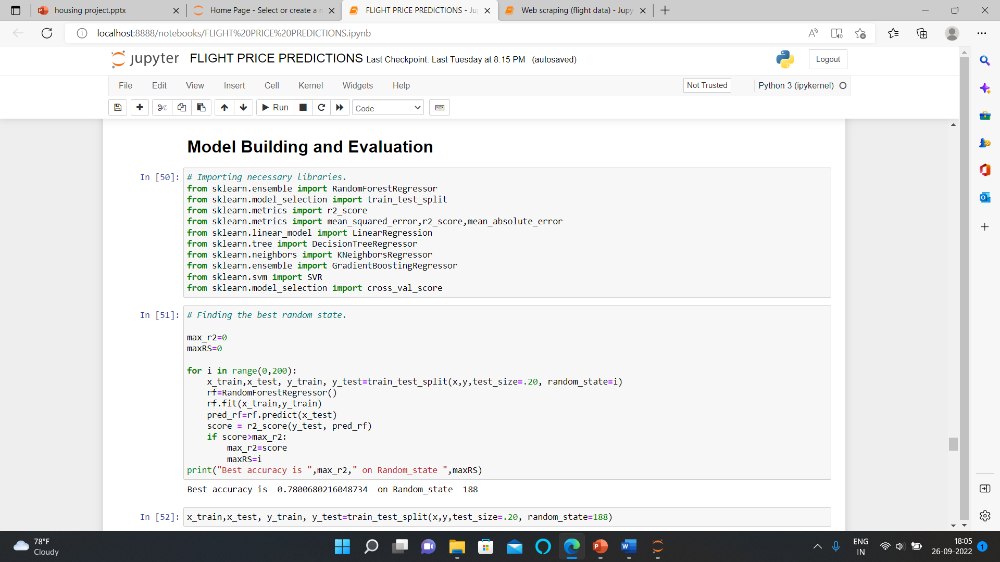 housing project.pptx
Home Page - Select or create a n
FLIGHT PRICE PREDICTIONS - Ju
Web scraping (flight data) - Jupy
localhost:8888/notebooks/FLIGHT%20PRICE%20PREDICTIONS.ipynb
jupyter FLIGHT PRICE PREDICTIONS Last Checkpoint: Last Tuesday at 8:15 PM (autosaved)
Logout
File Edit View Insert Cell Kernel Widgets Help
Not Trusted
Python 3 (ipykernel)
Run
Code
Model Building and Evaluation
In [50]: # Importing necessary libraries.
from sklearn.ensemble import RandomForestRegressor
from sklearn.model_selection import train_test_split
from sklearn.metrics import r2_score
from sklearn.metrics import mean_squared_error,r2_score,mean_absolute_error
from sklearn.linear_model import LinearRegression
from sklearn.tree import DecisionTreeRegressor
from sklearn.neighbors import KNeighborsRegressor
from sklearn.ensemble import GradientBoostingRegressor
from sklearn.svm import SVR
from sklearn.model_selection import cross_val_score
In [51]: # Finding the best random state.
max_r2=0
maxRS=0
for i in range(0,200):
x_train,x_test, y_train, y_test=train_test_split(x,y,test_size=.20, random_state=i)
rf=RandomForestRegressor()
rf.fit(x_train,y_train)
pred_rf=rf.predict(x_test)
score = r2_score(y_test, pred_rf)
if score>max_r2:
max_r2=score
maxRS=i
print("Best accuracy is ",max_r2," on Random_state ",maxRS)
Best accuracy is  0.7800680216048734  on Random_state  188
In [52]: x_train,x_test, y_train, y_test=train_test_split(x,y,test_size=.20, random_state=188)
78°F
Cloudy
ENG
IN
18:05
26-09-2022
1